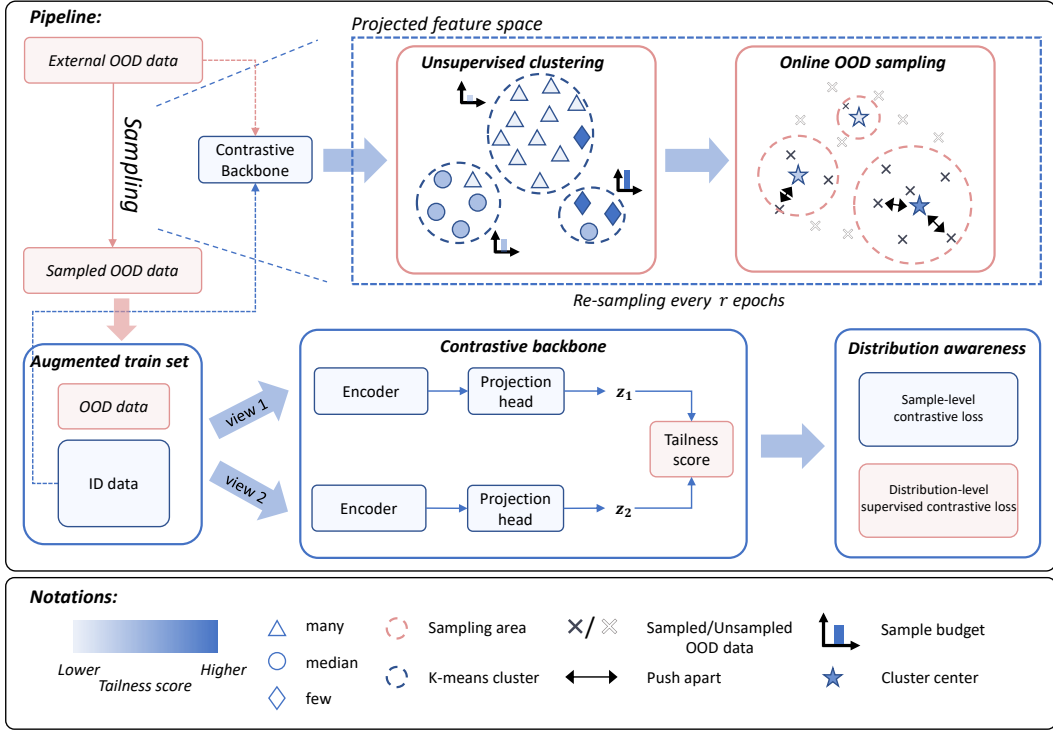 Pipeline:
Projected feature space
External OOD data
Sampling
Contrastive
Backbone
Unsupervised clustering
Online OOD sampling
Sampled OOD data
Re-sampling every r epochs
Augmented train set
OOD data
ID data
view 1
view 2
Contrastive backbone
Encoder
Projection
head
z₁
Tailness
score
Encoder
Projection
head
z₂
Distribution awareness
Sample-level
contrastive loss
Distribution-level
supervised contrastive loss
Notations:
Lower
Higher
Tailness score
many
median
few
Sampling area
K-means cluster
/
Sampled/Unsampled
OOD data
Push apart
Sample budget
Cluster center